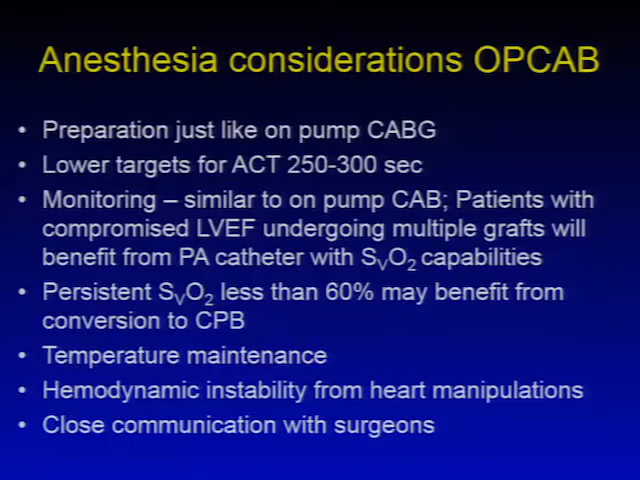 Anesthesia considerations OPCAB
• Preparation just like on pump CABG
• Lower targets for ACT 250-300 sec
• Monitoring – similar to on pump CAB; Patients with
compromised LVEF undergoing multiple grafts will
benefit from PA catheter with SVO2 capabilities
• Persistent SVO2 less than 60% may benefit from
conversion to CPB
• Temperature maintenance
• Hemodynamic instability from heart manipulations
• Close communication with surgeons